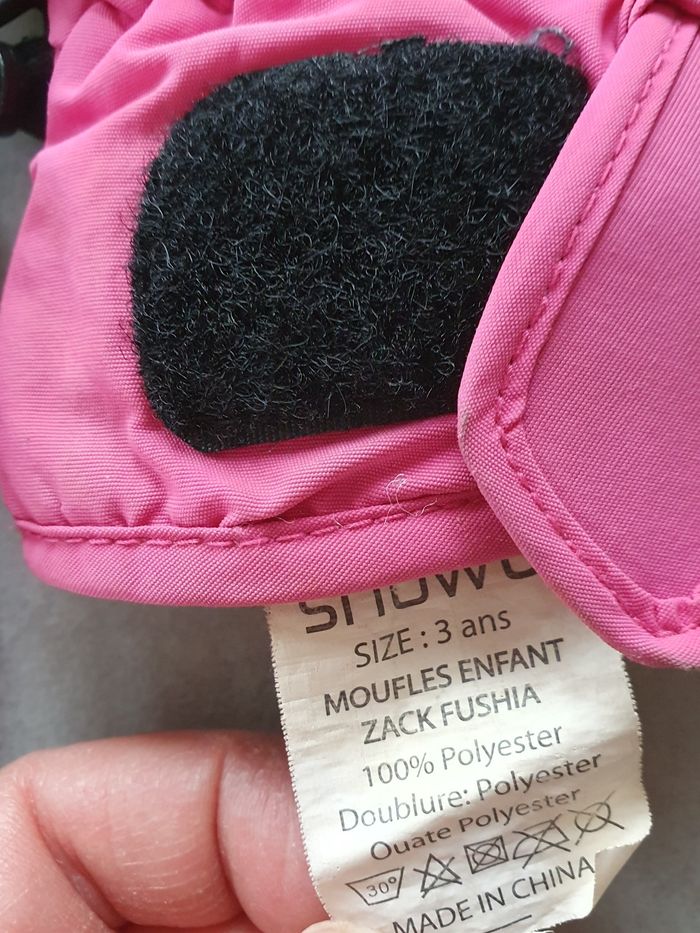 SIZE : 3 ans
MOUFLES ENFANT
ZACK FUSHIA
100% Polyester
Doublure: Polyester
Ouate Polyester
30°
MADE IN CHINA